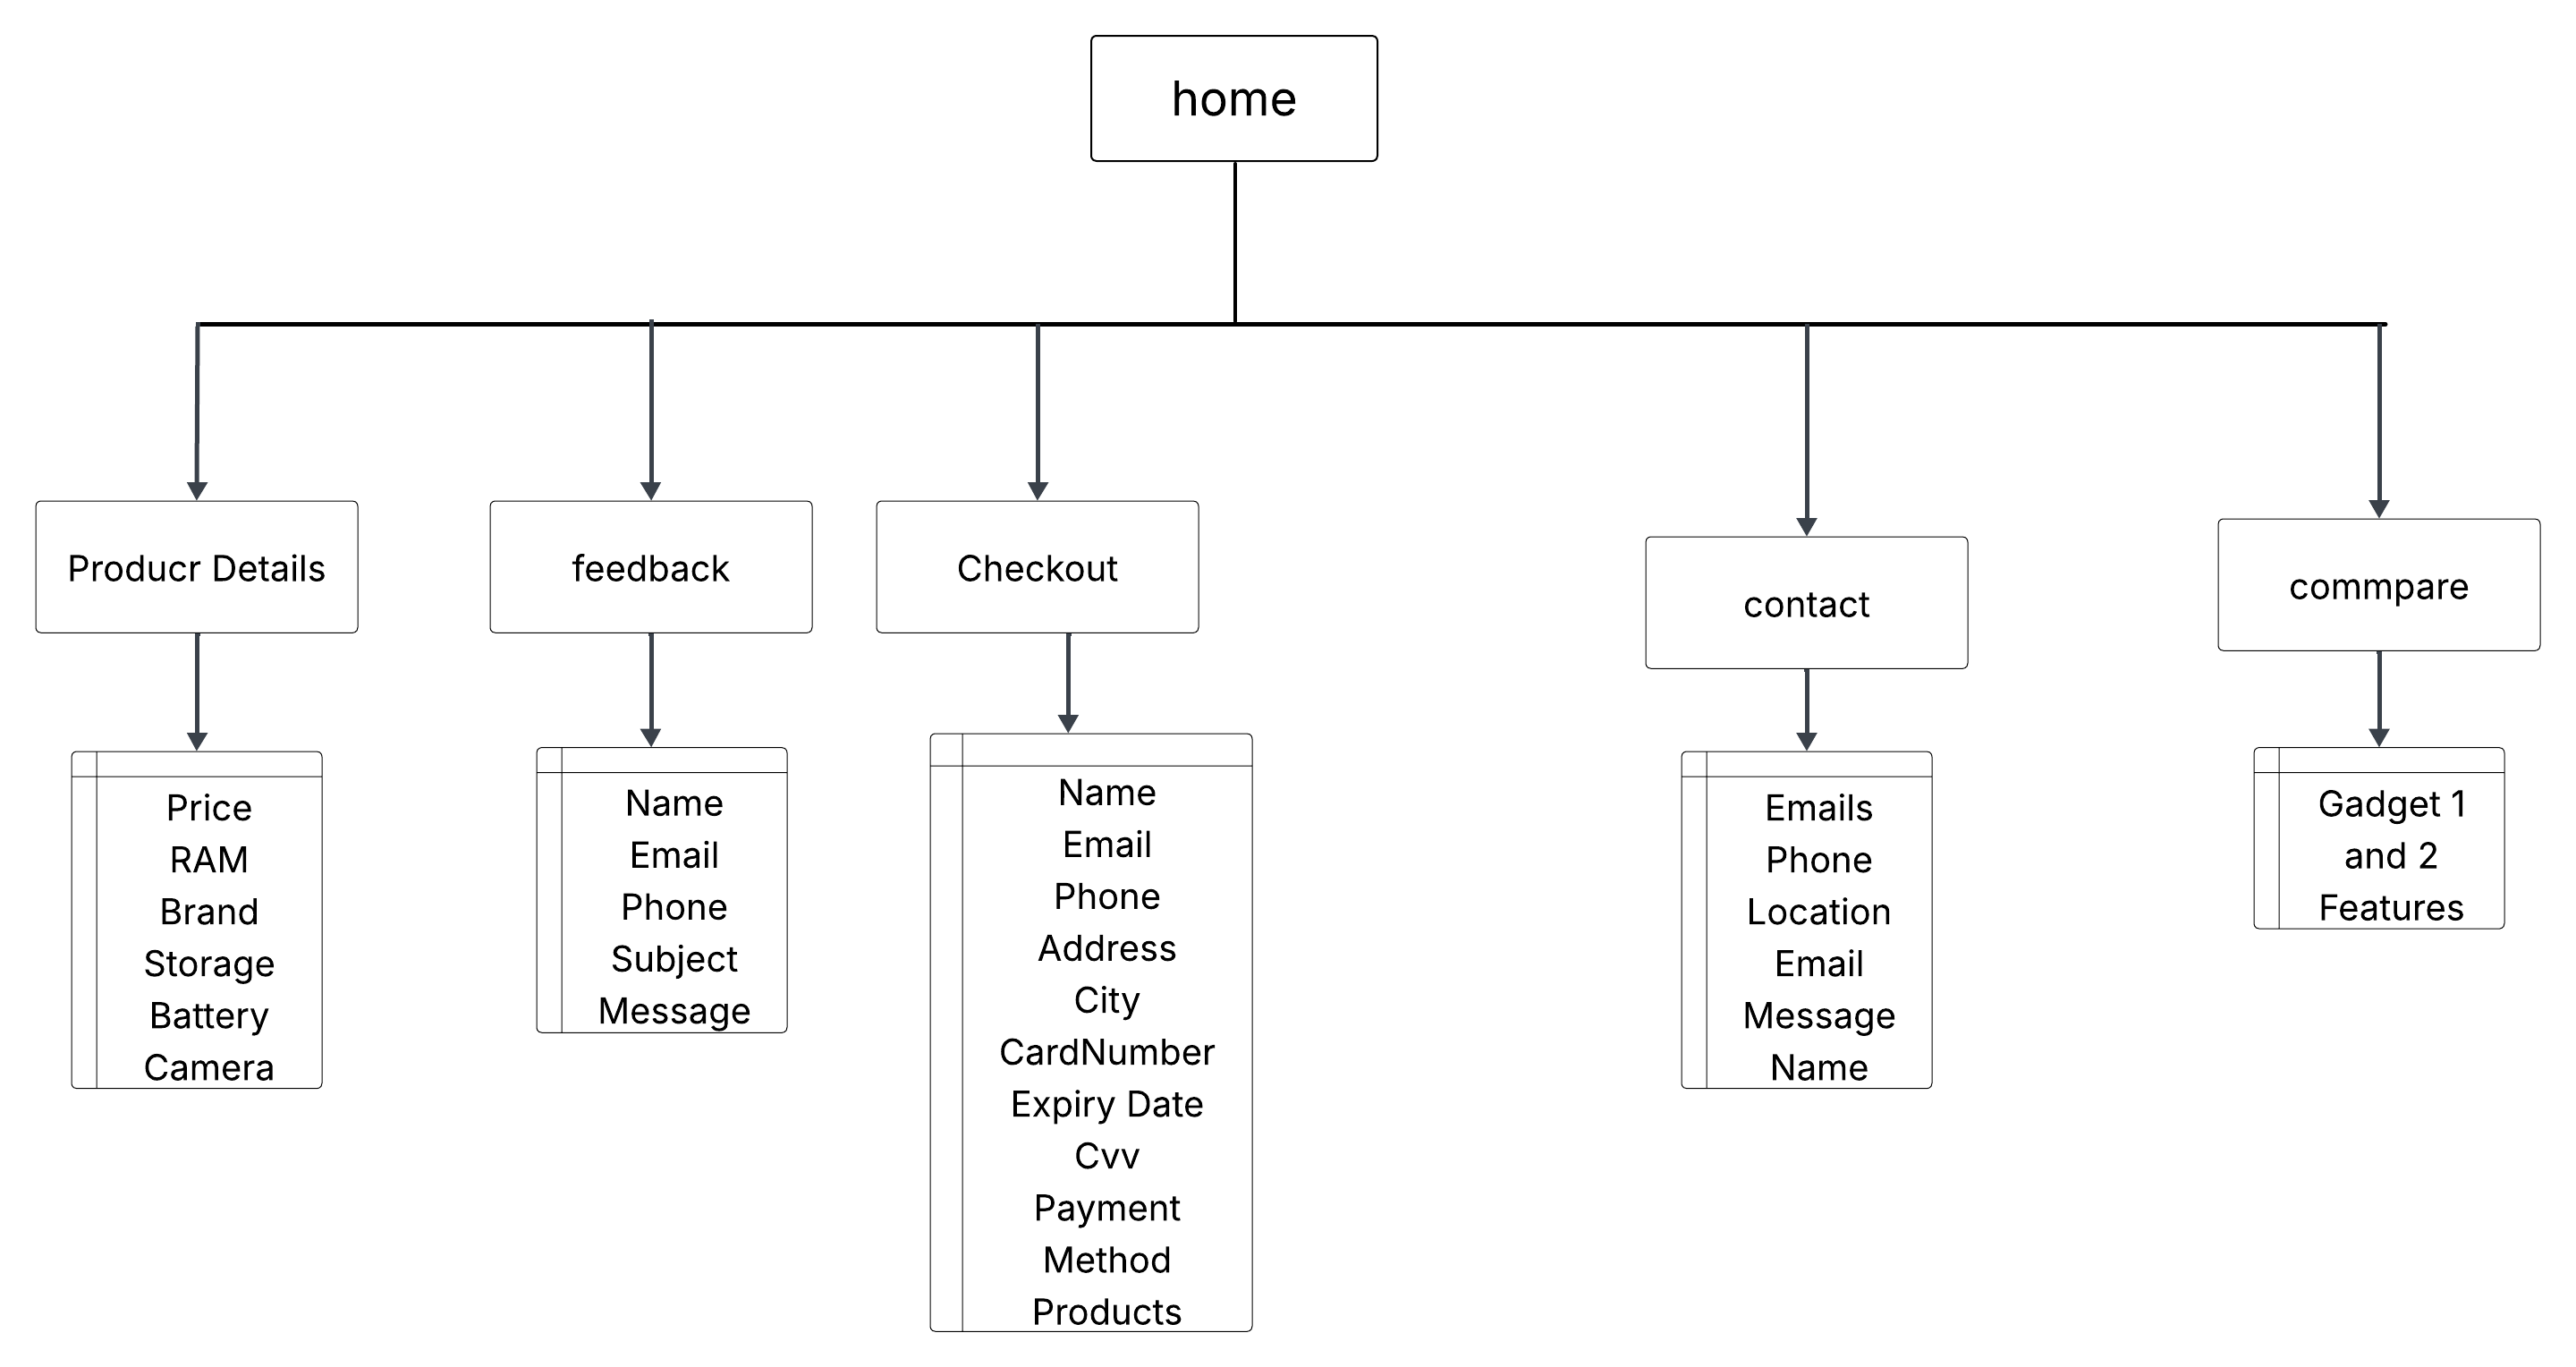 home
Producr Details
feedback
Checkout
contact
commpare
Price
RAM
Brand
Storage
Battery
Camera
Name
Email
Phone
Subject
Message
Name
Email
Phone
Address
City
CardNumber
Expiry Date
Cvv
Payment
Method
Products
Emails
Phone
Location
Email
Message
Name
Gadget 1
and 2
Features